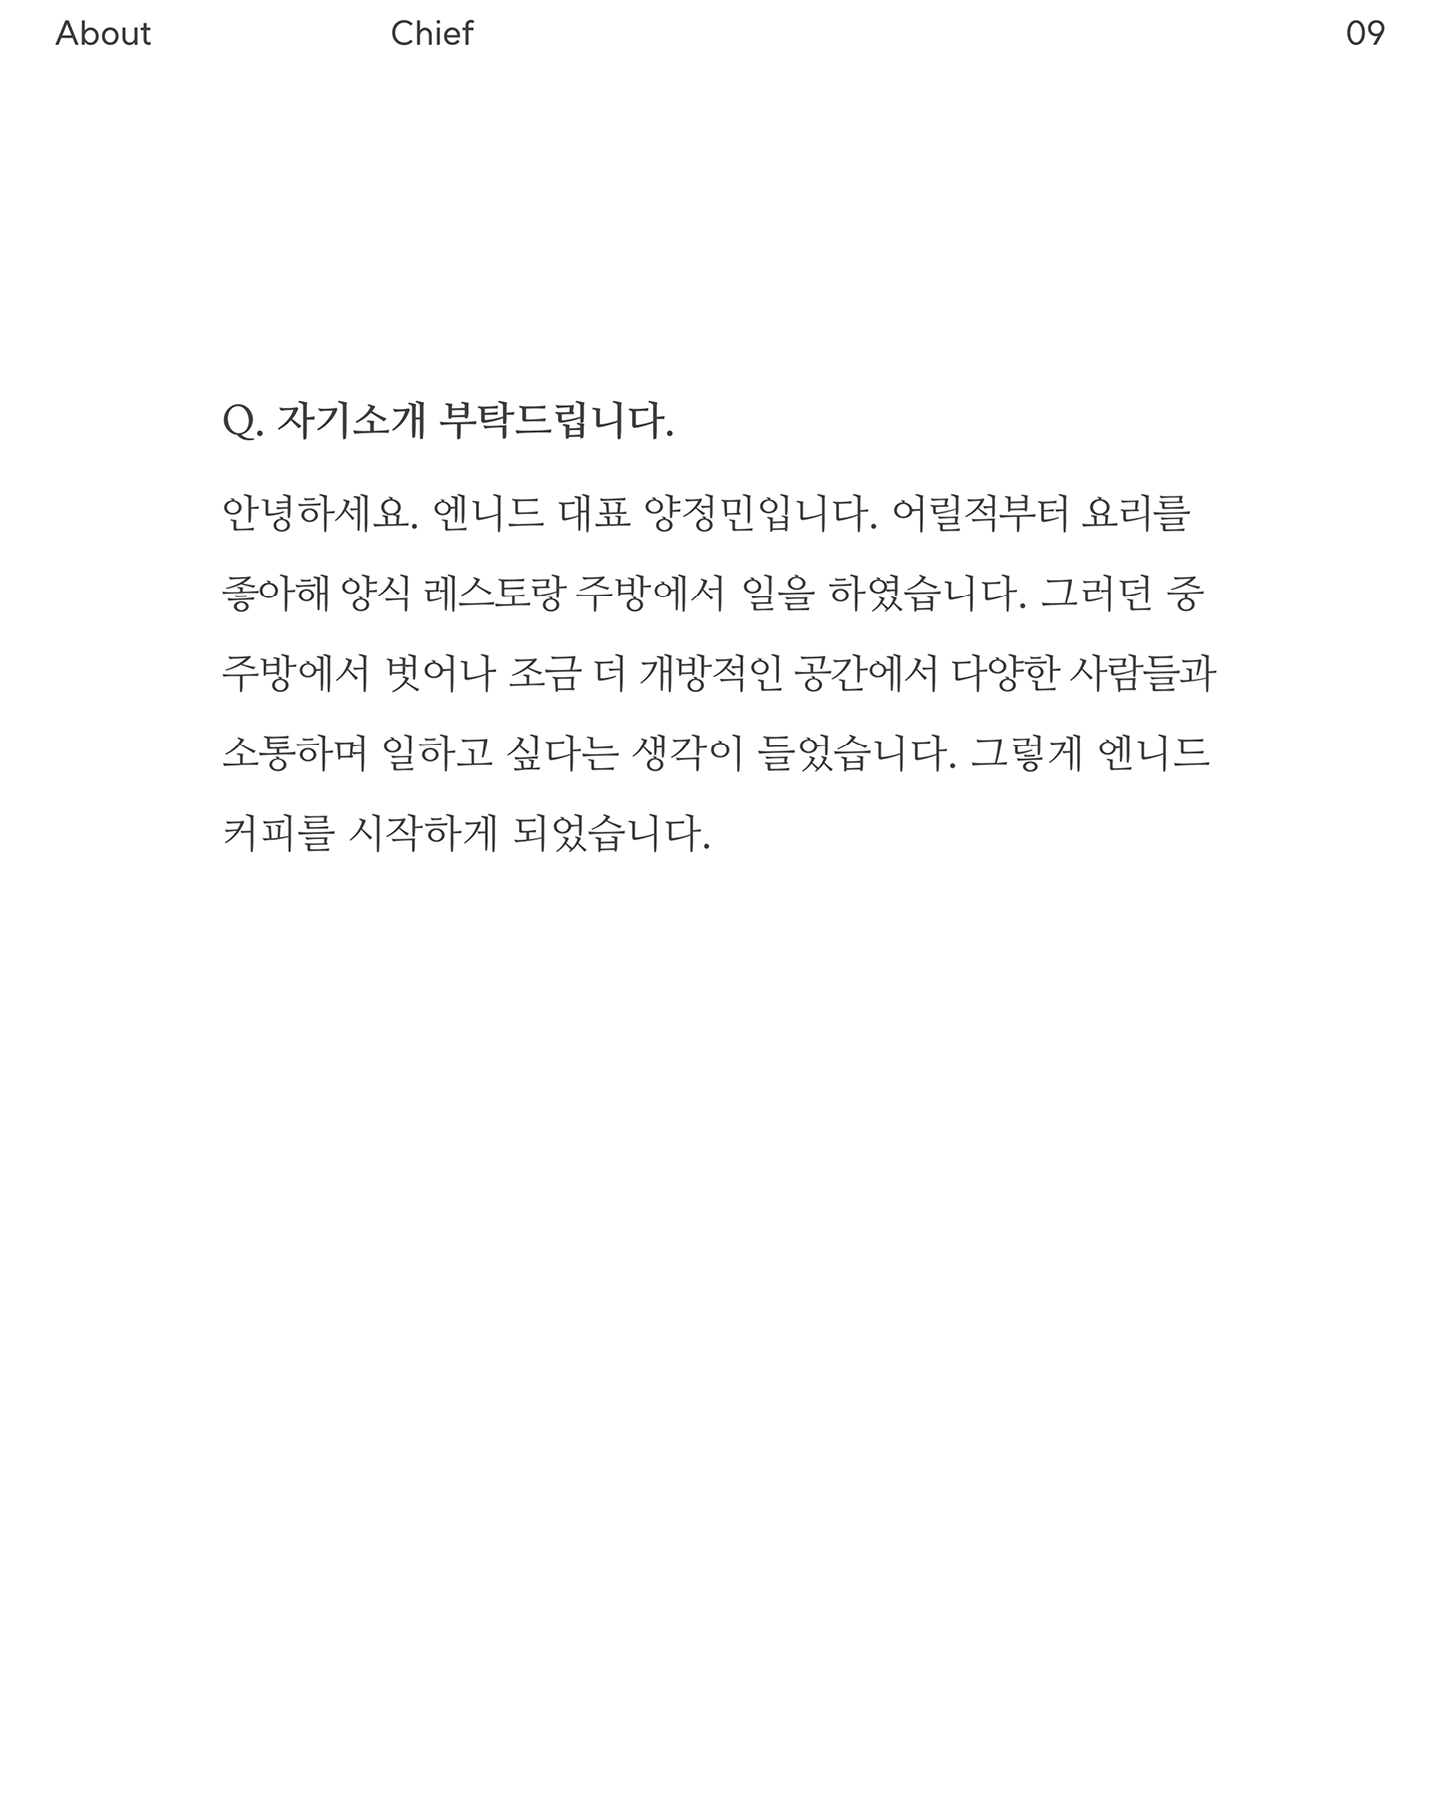 About Chief 09
Q. 자기소개 부탁드립니다.
안녕하세요. 엔니드 대표 양정민입니다. 어릴적부터 요리를
좋아해 양식 레스토랑 주방에서 일을 하였습니다. 그러던 중
주방에서 벗어나 조금 더 개방적인 공간에서 다양한 사람들과
소통하며 일하고 싶다는 생각이 들었습니다. 그렇게 엔니드
커피를 시작하게 되었습니다.